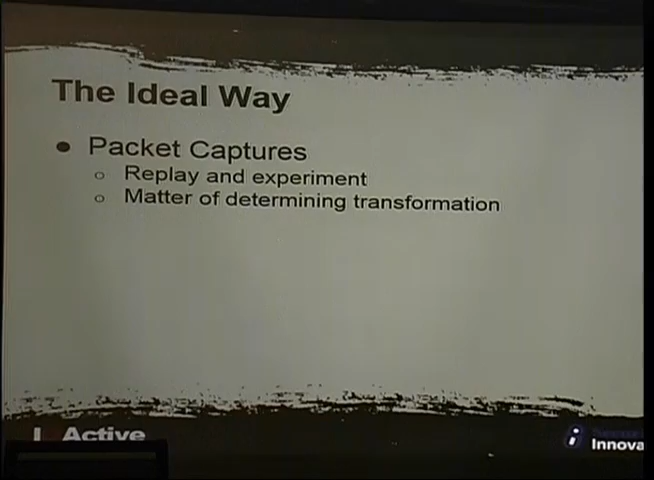 The Ideal Way
● Packet Captures
○ Replay and experiment
○ Matter of determining transformation
Active
i
Innova